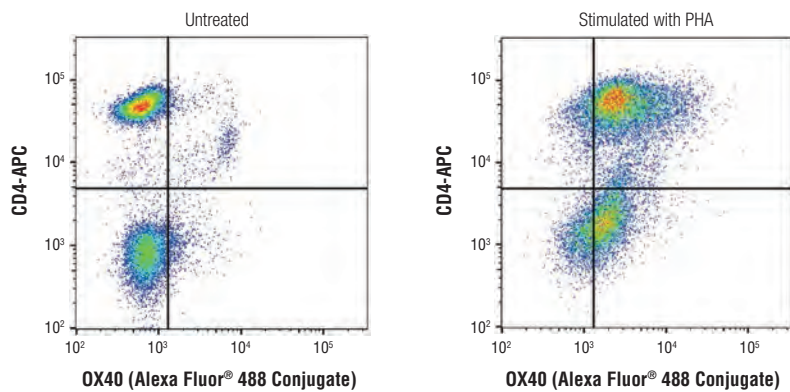 Untreated
Stimulated with PHA
CD4-APC
10⁵
10⁴
10³
10²
10² 10³ 10⁴ 10⁵
OX40 (Alexa Fluor® 488 Conjugate)
CD4-APC
10⁵
10⁴
10³
10²
10² 10³ 10⁴ 10⁵
OX40 (Alexa Fluor® 488 Conjugate)